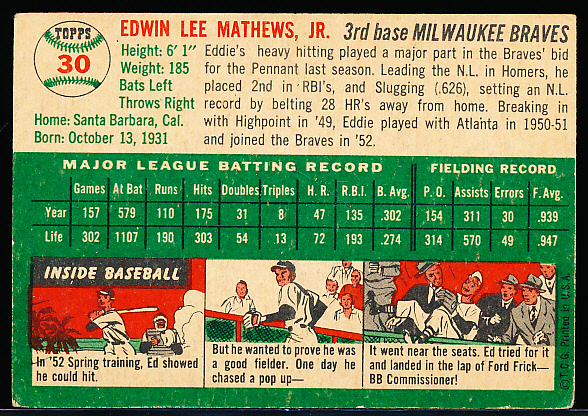 TOPPS
30
EDWIN LEE MATHEWS, JR. 3rd base MILWAUKEE BRAVES
Height: 6' 1"
Weight: 185
Bats Left
Throws Right
Home: Santa Barbara, Cal.
Born: October 13, 1931
Eddie's heavy hitting played a major part in the Braves' bid
for the Pennant last season. Leading the N.L. in Homers, he
placed 2nd in RBI's, and Slugging (.626), setting an N.L.
record by belting 28 HR's away from home. Breaking in
with Highpoint in '49, Eddie played with Atlanta in 1950-51
and joined the Braves in '52.
MAJOR LEAGUE BATTING RECORD FIELDING RECORD
Games At Bat Runs Hits Doubles Triples H. R. R.B.I. B. Avg. P. O. Assists Errors F. Avg.
Year 157 579 110 175 31 8 47 135 .302 154 311 30 .939
Life 302 1107 190 303 54 13 72 193 .274 314 570 49 .947
INSIDE BASEBALL
In '52 Spring training, Ed showed
he could hit.
But he wanted to prove he was
a good fielder. One day he
chased a pop up—
It went near the seats. Ed tried for it
and landed in the lap of Ford Frick—
BB Commissioner!
© T.C.G. Printed in U.S.A.